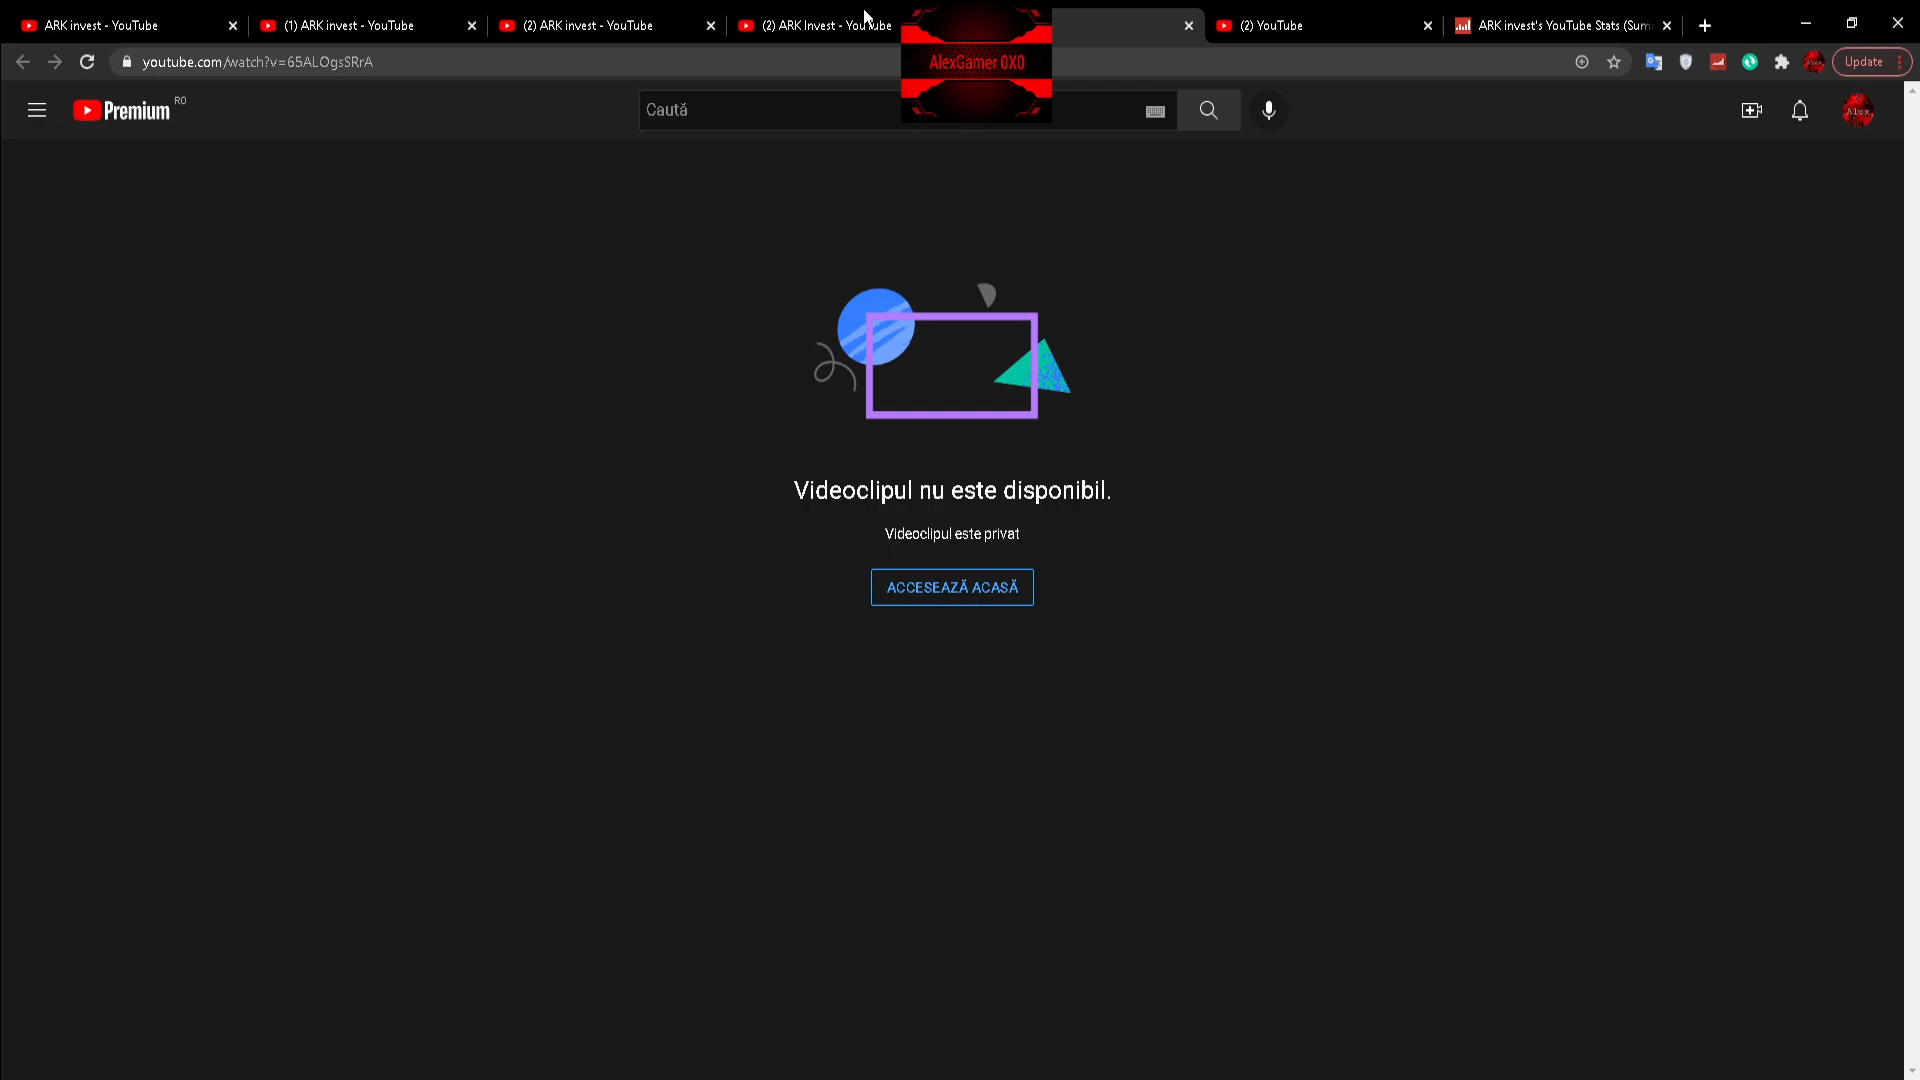 ARK invest - YouTube
(1) ARK invest - YouTube
(2) ARK invest - YouTube
(2) ARK Invest - YouTube
(2) YouTube
ARK invest's YouTube Stats (Sum
youtube.com/watch?v=65ALOgsSRrA
AlexGamer 0X0
Update
Premium RO
Caută
Alex
Videoclipul nu este disponibil.
Videoclipul este privat
ACCESEAZĂ ACASĂ